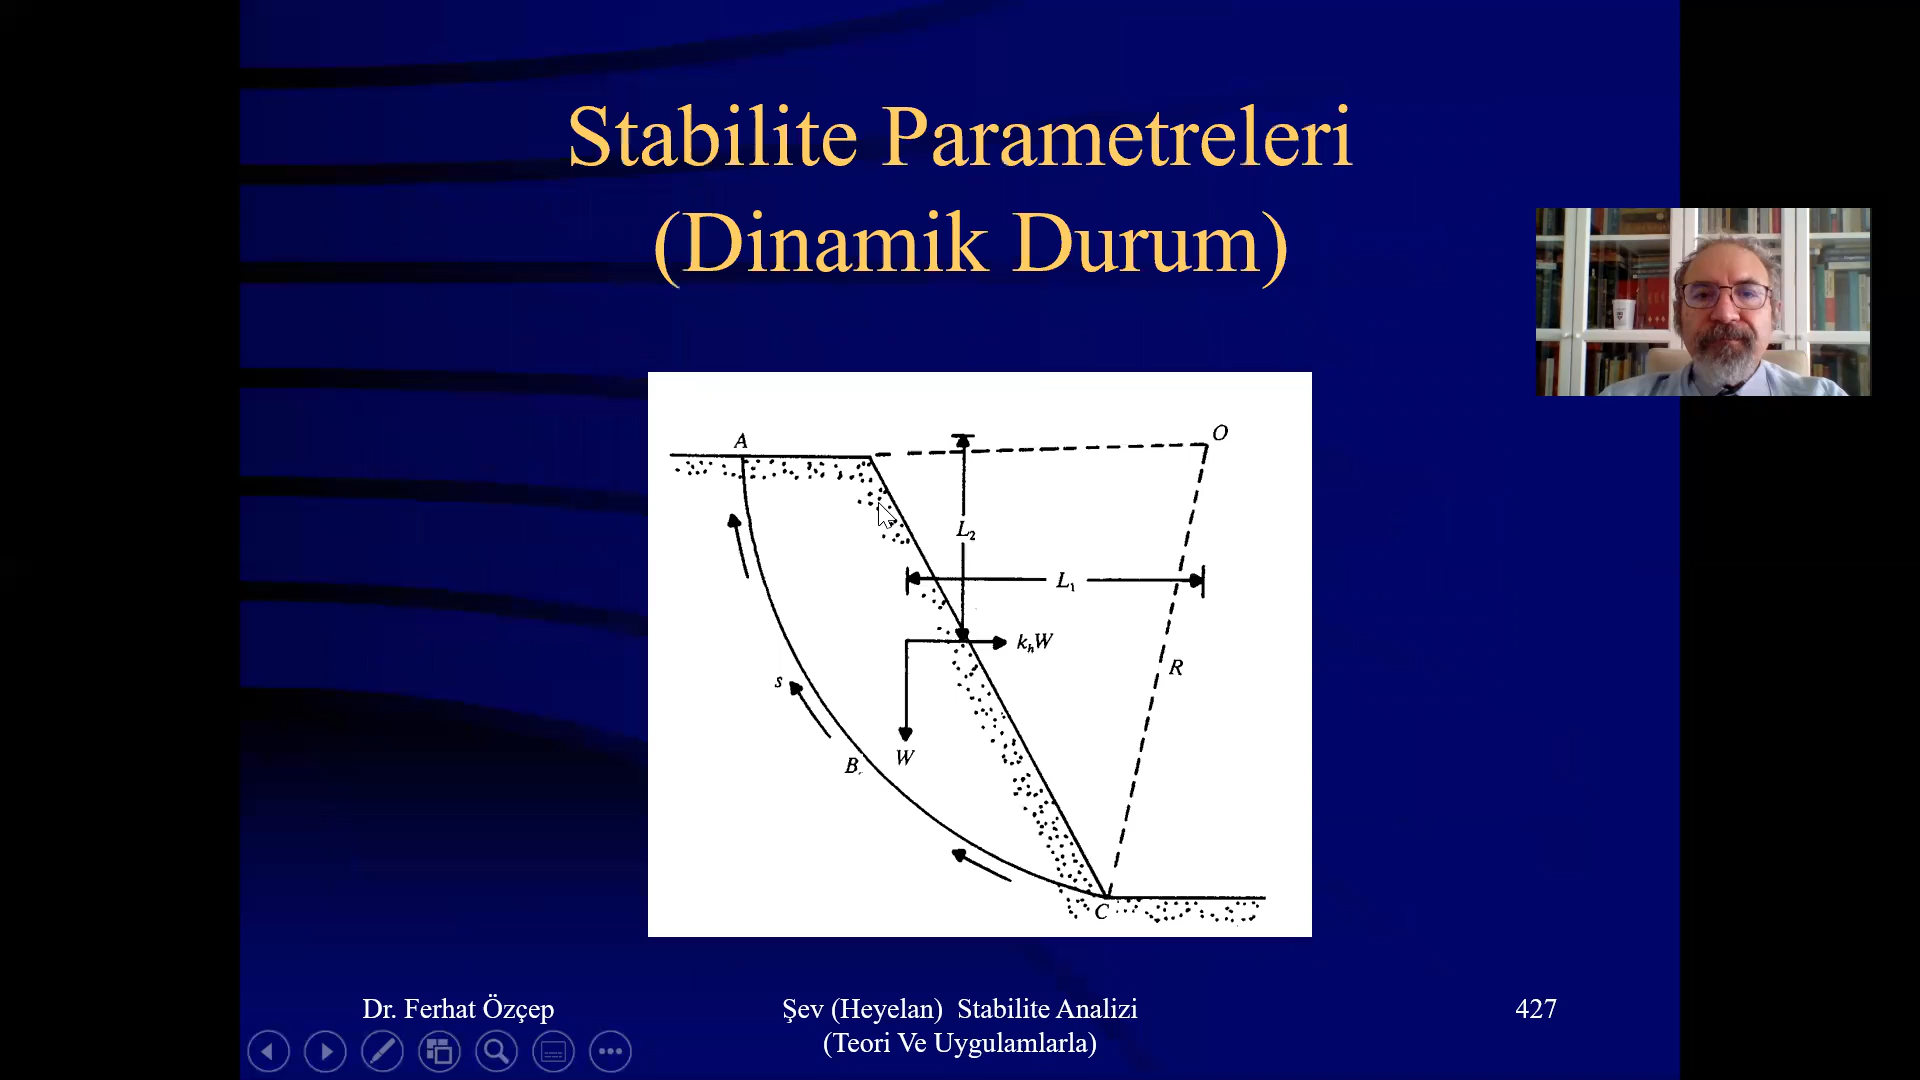 Stabilite Parametreleri
(Dinamik Durum)
A
O
L₂
L₁
kₕW
R
s
B
W
C
Dr. Ferhat Özçep
Şev (Heyelan) Stabilite Analizi
(Teori Ve Uygulamlarla)
427